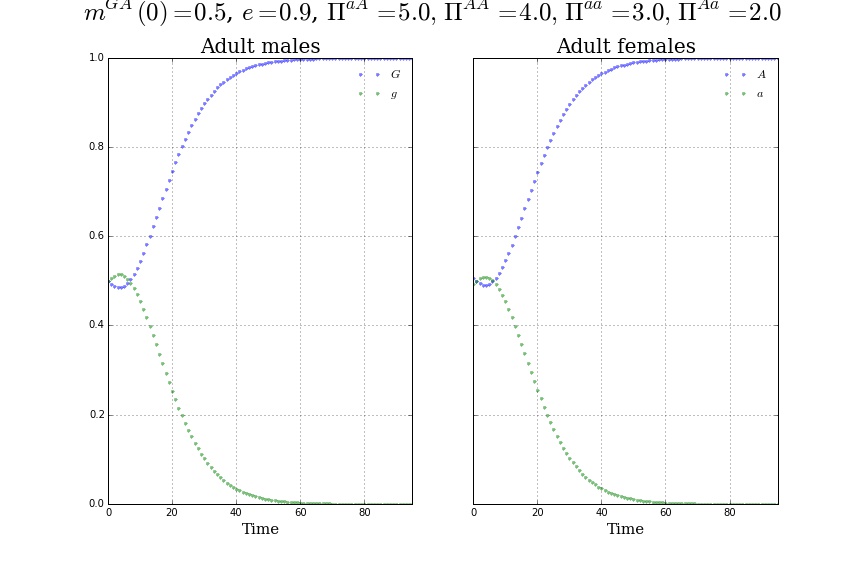 m^{GA}(0)=0.5, e=0.9, Π^{aA}=5.0, Π^{AA}=4.0, Π^{aa}=3.0, Π^{Aa}=2.0
Adult males
Adult females
1.0
0.8
0.6
0.4
0.2
0.0
G
g
A
a
0 20 40 60 80
0 20 40 60 80
Time
Time